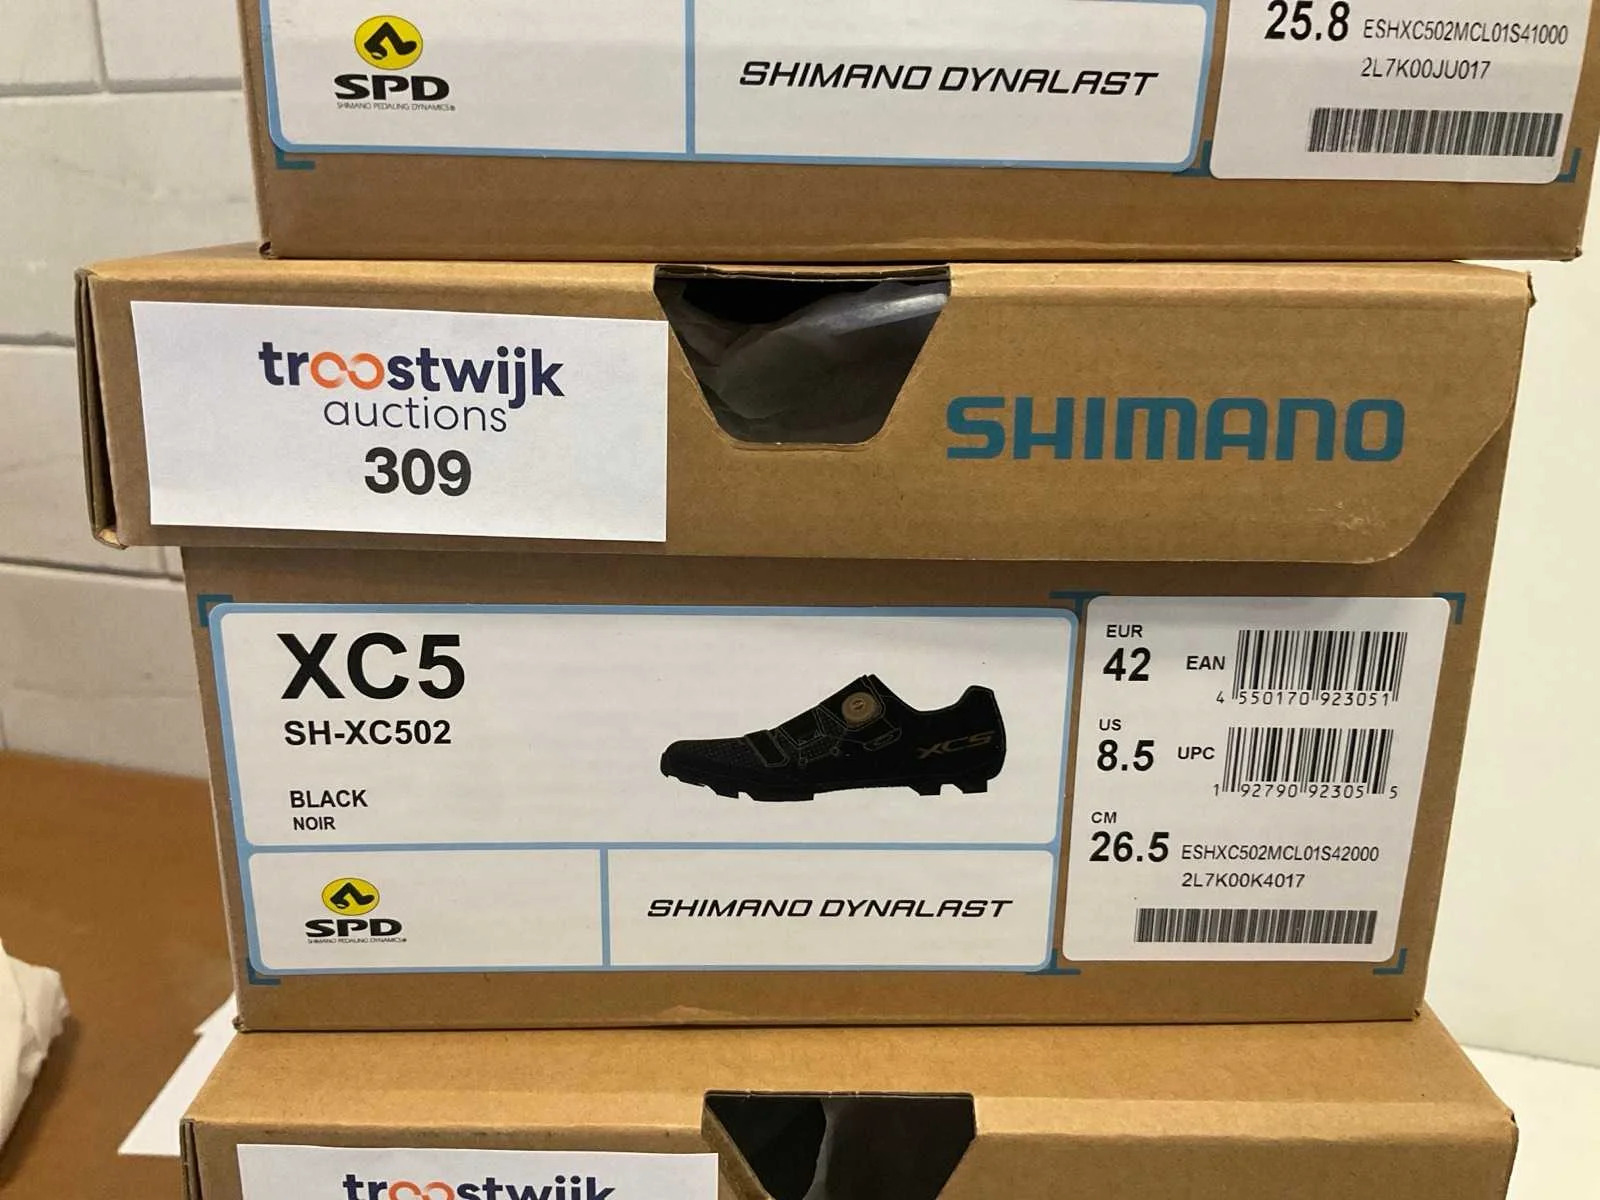 SPD
SHIMANO PEDALING DYNAMICS®
SHIMANO DYNALAST
25.8 ESHXC502MCL01S41000
2L7K00JU017
troostwijk
auctions
309
SHIMANO
XC5
SH-XC502
BLACK
NOIR
XC5
SPD
SHIMANO PEDALING DYNAMICS®
SHIMANO DYNALAST
EUR
42 EAN
4 550170 923051
US
8.5 UPC
1 92790 92305 5
CM
26.5 ESHXC502MCL01S42000
2L7K00K4017
troostwijk